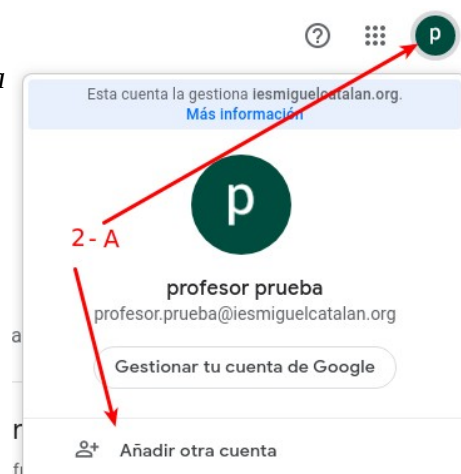 p
a
Esta cuenta la gestiona iesmiguelcatalan.org.
Más información
p
2 - A
profesor prueba
profesor.prueba@iesmiguelcatalan.org
a
Gestionar tu cuenta de Google
r
Añadir otra cuenta